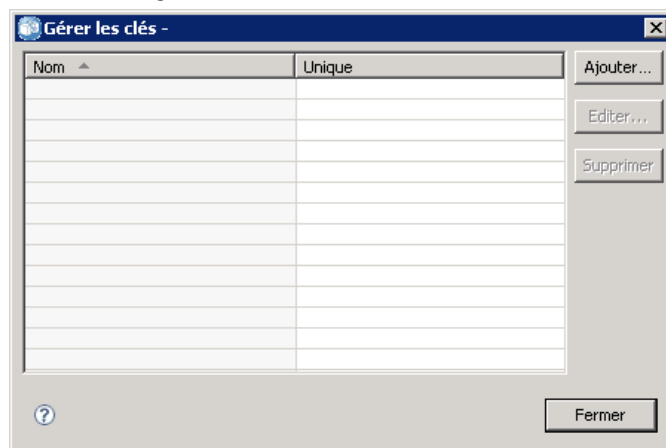 Gérer les clés -
Nom Unique
Ajouter...
Editer...
Supprimer
?
Fermer